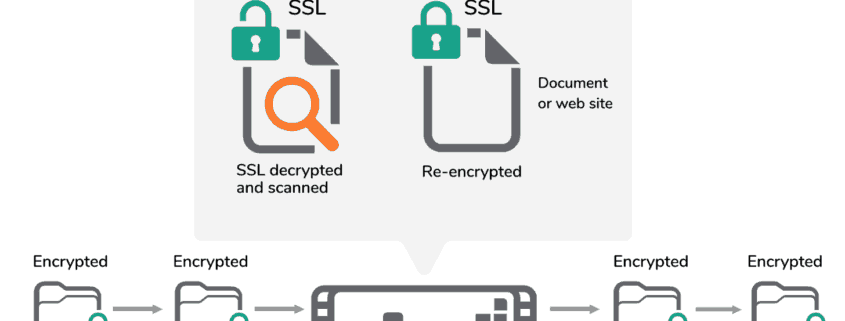 SSL
SSL
Document
or web site
SSL decrypted
and scanned
Re-encrypted
Encrypted
Encrypted
Encrypted
Encrypted